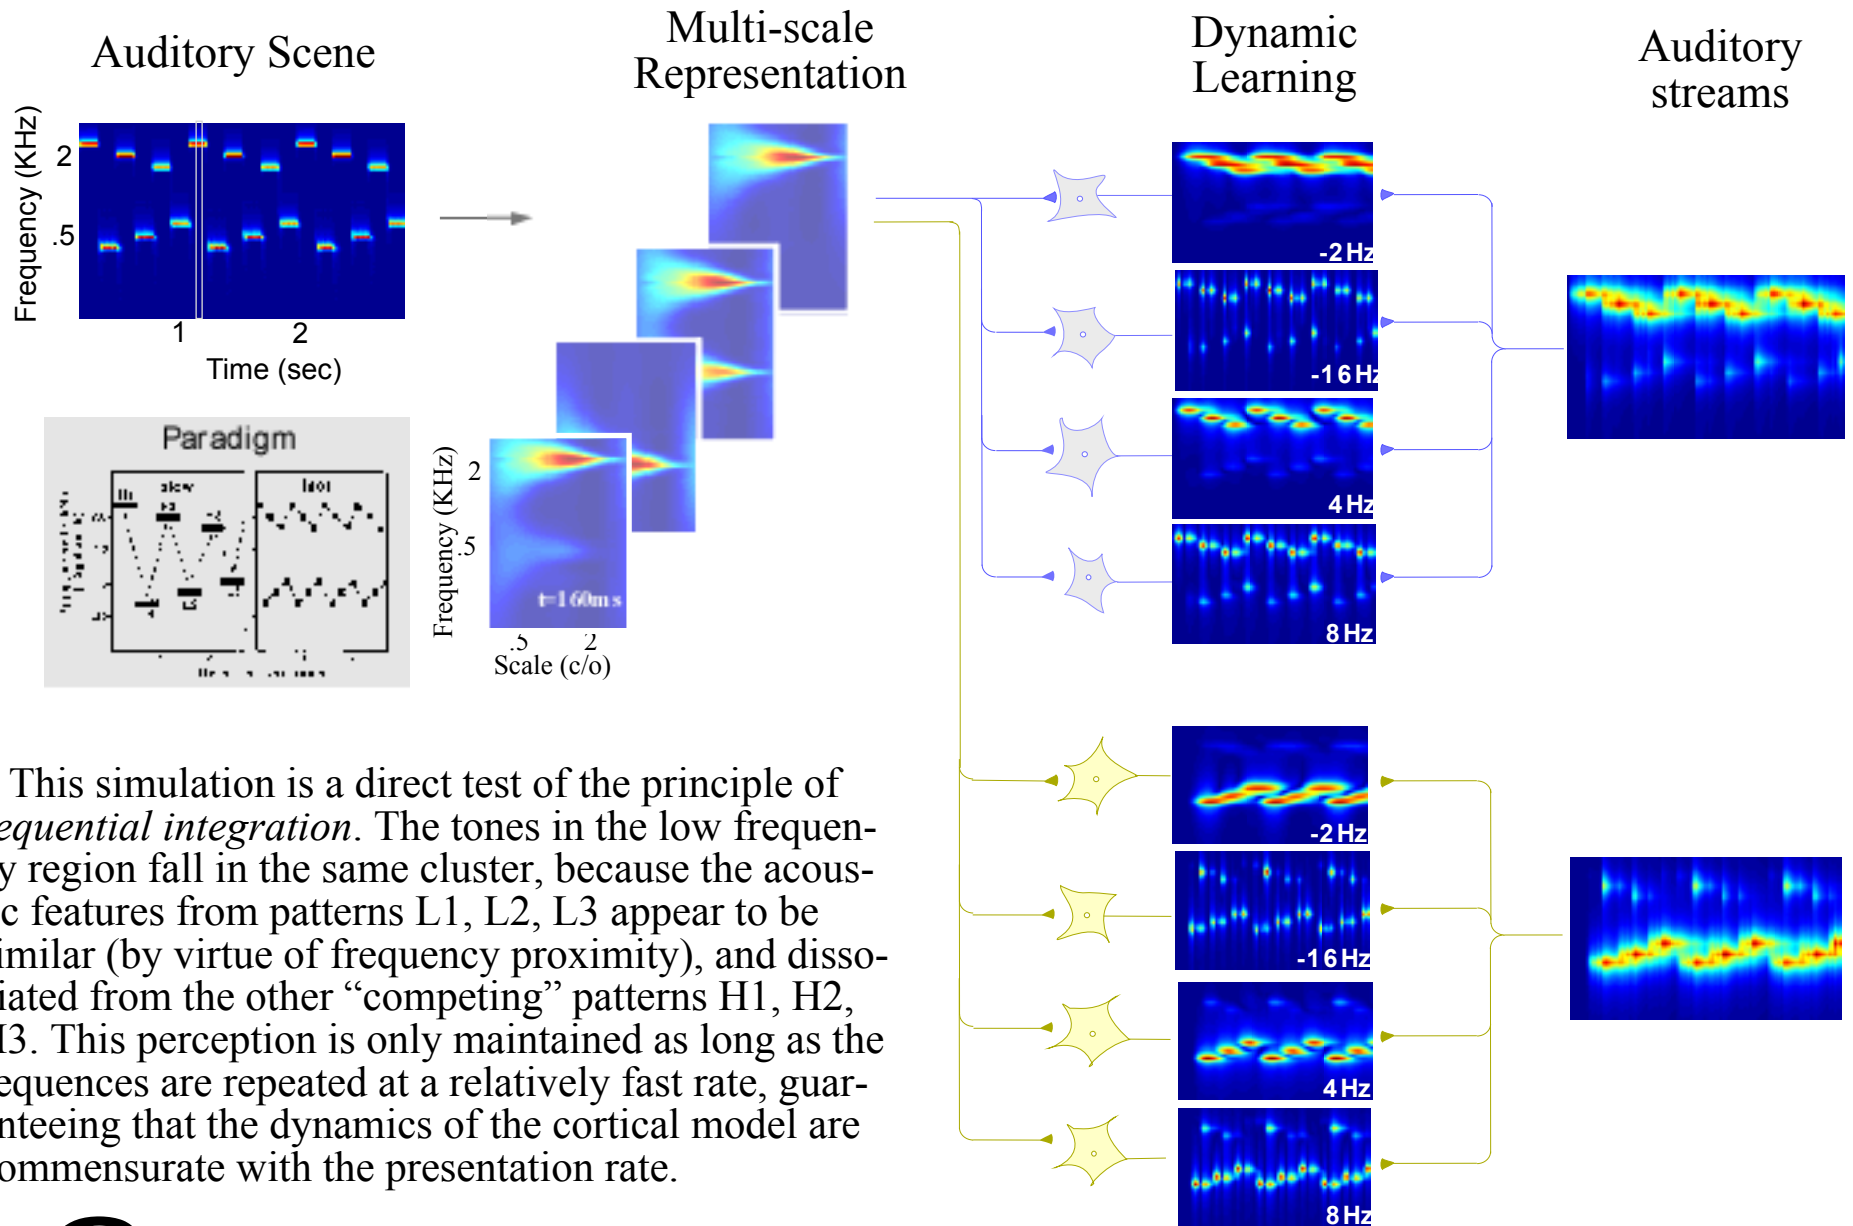 Auditory Scene
Multi-scale
Representation
Dynamic
Learning
Auditory
streams
Frequency (KHz)
2
.5
1
2
Time (sec)
Paradigm
slow
H1
Frequency (KHz)
2
.5
t=160ms
.5
2
Scale (c/o)
-2 Hz
-16 Hz
4 Hz
8 Hz
-2 Hz
-16 Hz
4 Hz
8 Hz
This simulation is a direct test of the principle of
equential integration. The tones in the low frequen-
y region fall in the same cluster, because the acous-
c features from patterns L1, L2, L3 appear to be
imilar (by virtue of frequency proximity), and disso-
iated from the other “competing” patterns H1, H2,
H3. This perception is only maintained as long as the
equences are repeated at a relatively fast rate, guar-
nteeing that the dynamics of the cortical model are
ommensurate with the presentation rate.